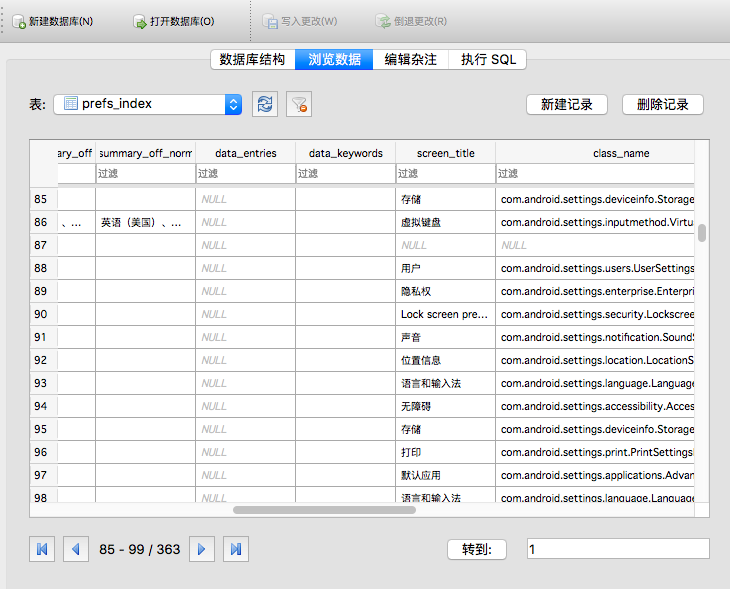 新建数据库(N) 打开数据库(O) 写入更改(W) 倒退更改(R)
数据库结构 浏览数据 编辑杂注 执行 SQL
表: prefs_index 新建记录 删除记录
ary_off summary_off_norm data_entries data_keywords screen_title class_name
过滤 过滤 过滤 过滤 过滤
85 NULL 存储 com.android.settings.deviceinfo.Storage
86 、... 英语（美国）、... NULL 虚拟键盘 com.android.settings.inputmethod.Virtu
87 NULL NULL NULL
88 NULL 用户 com.android.settings.users.UserSettings
89 NULL 隐私权 com.android.settings.enterprise.Enterpri
90 NULL Lock screen pre... com.android.settings.security.Lockscree
91 NULL 声音 com.android.settings.notification.SoundS
92 NULL 位置信息 com.android.settings.location.LocationS
93 NULL 语言和输入法 com.android.settings.language.Language
94 NULL 无障碍 com.android.settings.accessibility.Acces
95 NULL 存储 com.android.settings.deviceinfo.Storage
96 NULL 打印 com.android.settings.print.PrintSettings
97 NULL 默认应用 com.android.settings.applications.Advan
98 NULL 语言和输入法 com.android.settings.language.Language
85 - 99 / 363 转到: 1